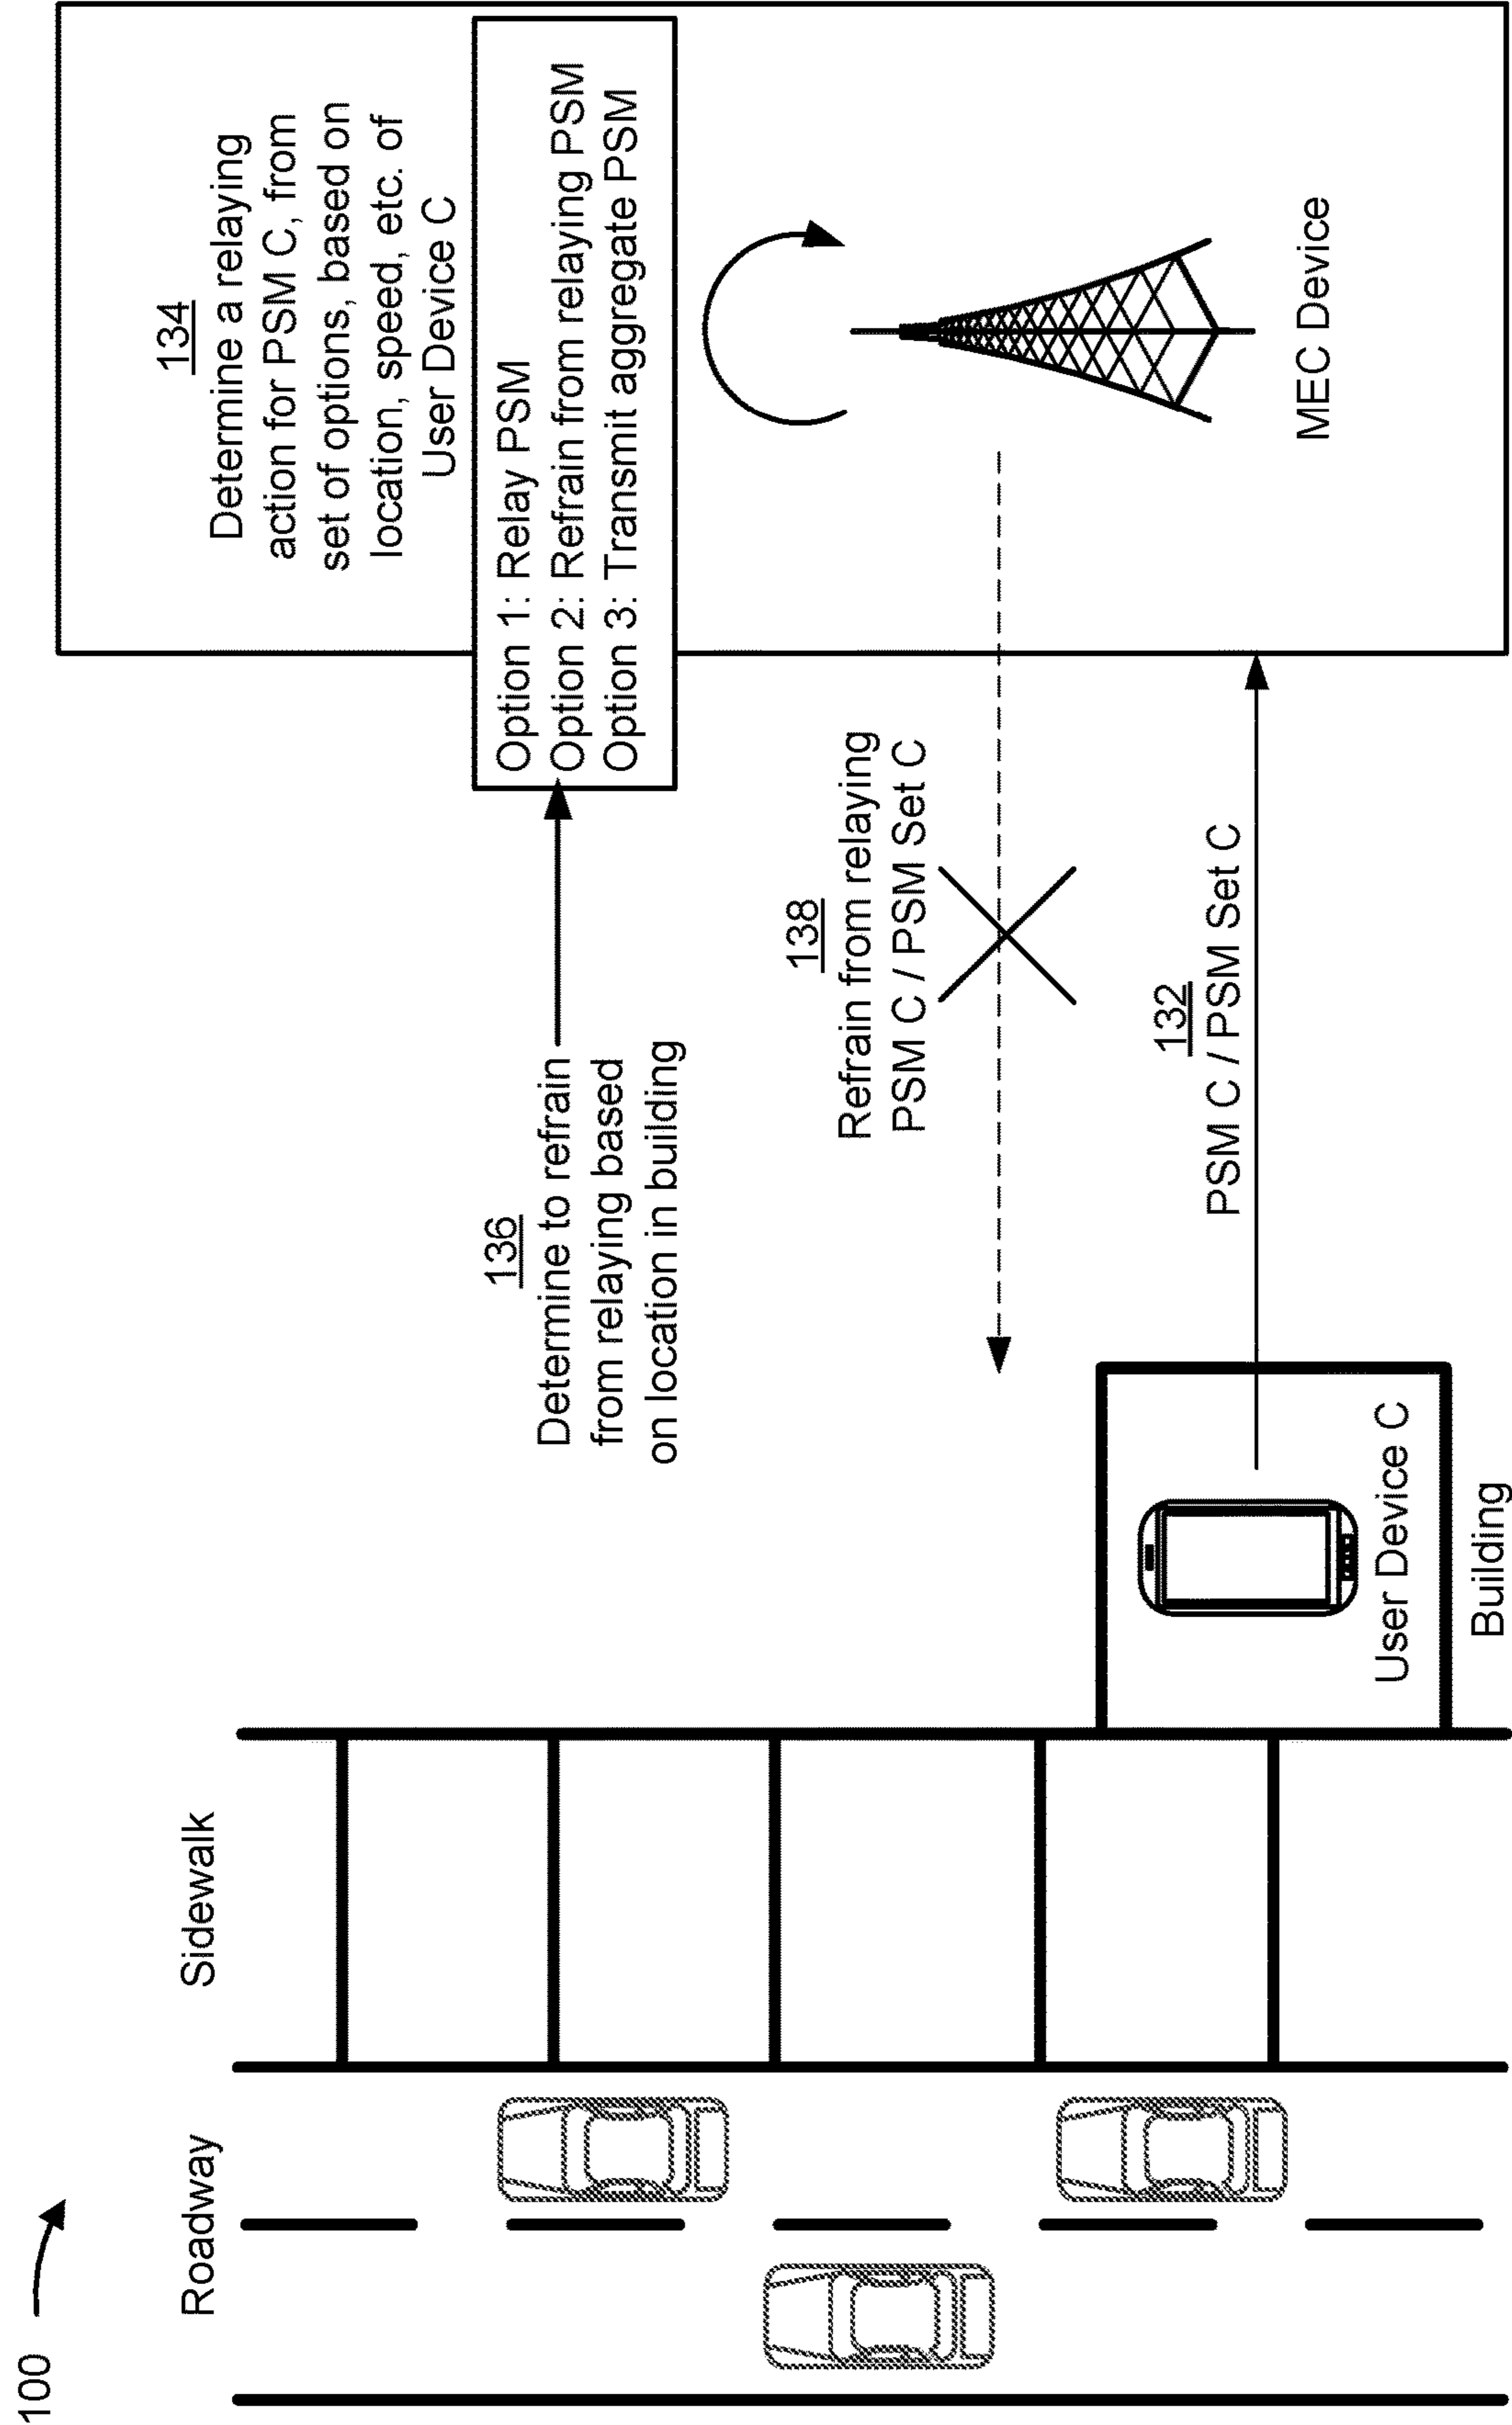 100
Roadway
Sidewalk
134
Determine a relaying
action for PSM C, from
set of options, based on
location, speed, etc. of
User Device C
Option 1: Relay PSM
Option 2: Refrain from relaying PSM
Option 3: Transmit aggregate PSM
136
Determine to refrain
from relaying based
on location in building
138
Refrain from relaying
PSM C / PSM Set C
132
PSM C / PSM Set C
MEC Device
User Device C
Building